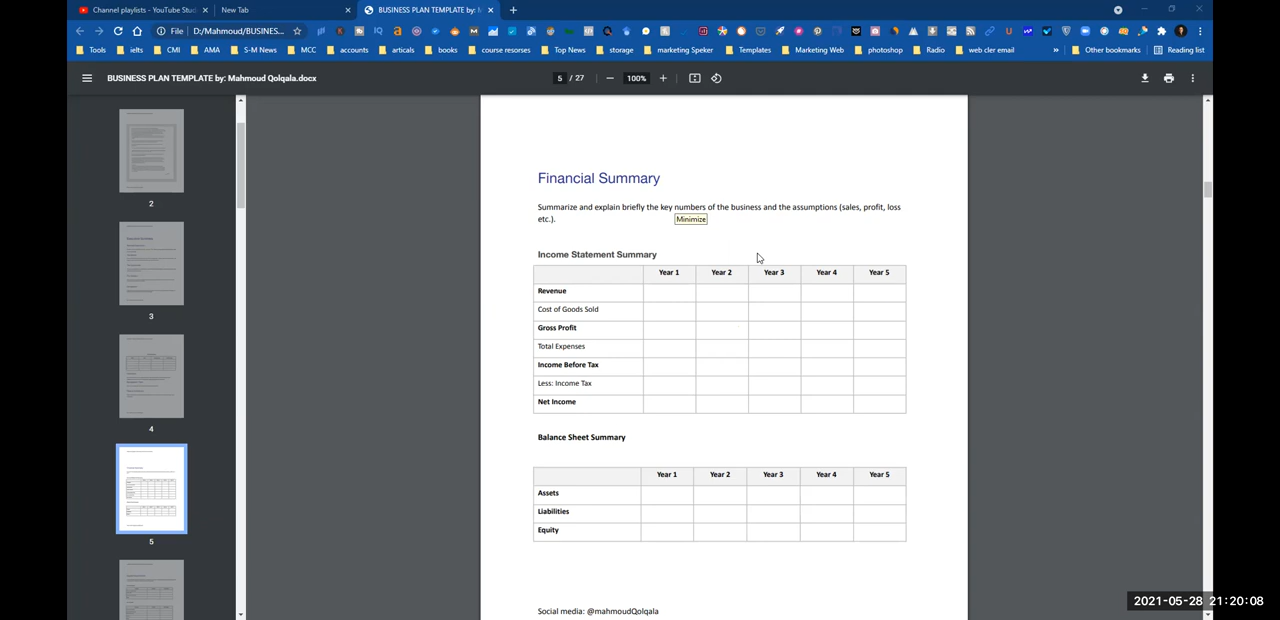 Channel playlists - YouTube Stud
New Tab
BUSINESS PLAN TEMPLATE by: M
File
D:/Mahmoud/BUSINES...
Tools
ielts
CMI
AMA
S-M News
MCC
accounts
articals
books
course resorses
Top News
storage
marketing Speker
Templates
Marketing Web
photoshop
Radio
web cler email
»
Other bookmarks
Reading list
BUSINESS PLAN TEMPLATE by: Mahmoud Qolqala.docx
5 / 27
100%
2
3
4
5
Financial Summary
Summarize and explain briefly the key numbers of the business and the assumptions (sales, profit, loss
etc.).
Minimize
Income Statement Summary
Year 1 Year 2 Year 3 Year 4 Year 5
Revenue
Cost of Goods Sold
Gross Profit
Total Expenses
Income Before Tax
Less: Income Tax
Net Income
Balance Sheet Summary
Year 1 Year 2 Year 3 Year 4 Year 5
Assets
Liabilities
Equity
Social media: @mahmoudQolqala
2021-05-28 21:20:08